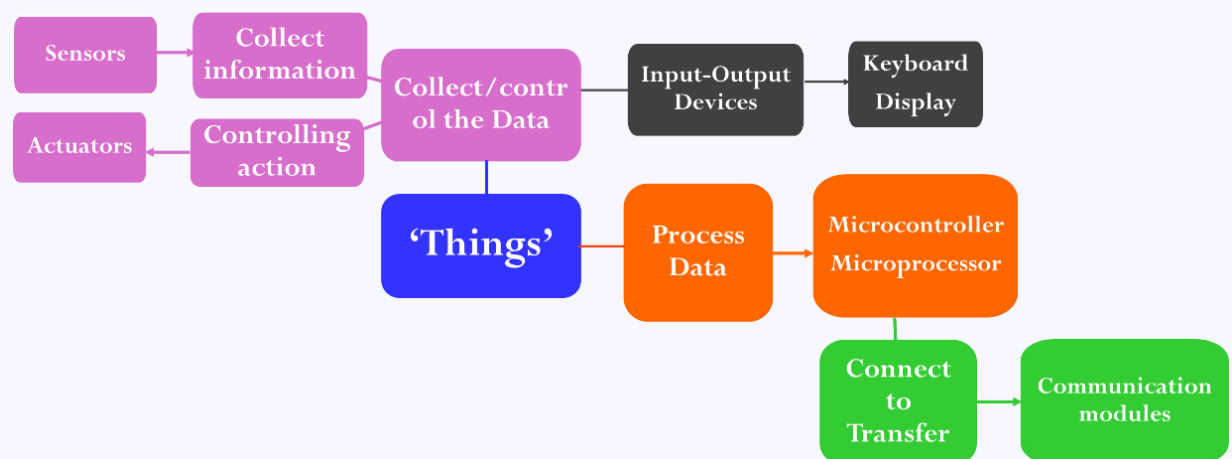 Sensors
Collect
information
Collect/contr
ol the Data
Input-Output
Devices
Keyboard
Display
Actuators
Controlling
action
‘Things’
Process
Data
Microcontroller
Microprocessor
Connect
to
Transfer
Communication
modules